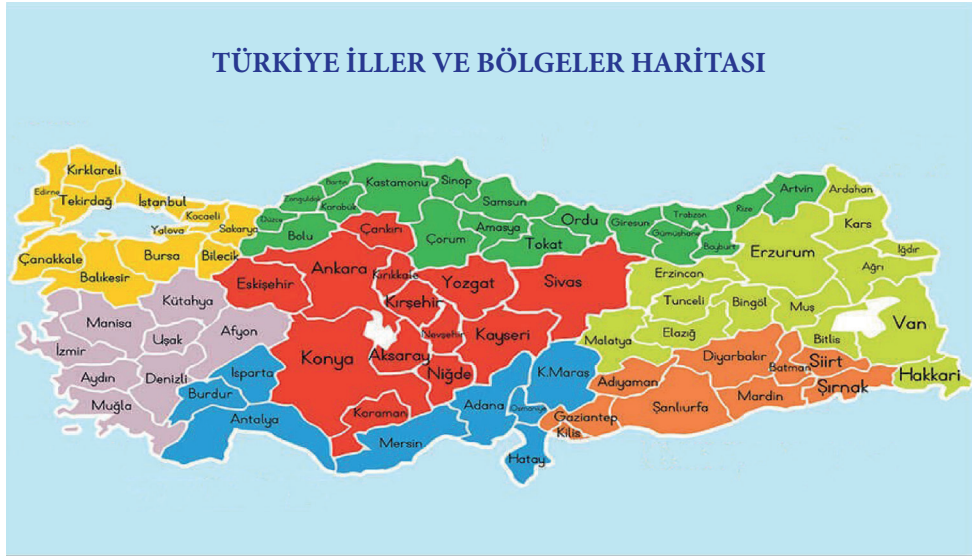 TÜRKİYE İLLER VE BÖLGELER HARİTASI
Kırklareli
Edirne
Tekirdağ
İstanbul
Kocaeli
Yalova
Sakarya
Çanakkale
Balıkesir
Bursa
Bilecik
Bartın
Zonguldak
Karabük
Kastamonu
Sinop
Samsun
Düzce
Bolu
Çorum
Amasya
Tokat
Ordu
Giresun
Trabzon
Gümüşhane
Bayburt
Rize
Artvin
Ardahan
Kars
Iğdır
Ağrı
Erzurum
Erzincan
Tunceli
Bingöl
Muş
Bitlis
Van
Hakkari
Elazığ
Malatya
Çankırı
Ankara
Kırıkkale
Eskişehir
Kırşehir
Yozgat
Sivas
Nevşehir
Kayseri
Aksaray
Konya
Niğde
Karaman
Kütahya
Manisa
Uşak
Afyon
İzmir
Aydın
Denizli
Muğla
Isparta
Burdur
Antalya
Mersin
Adana
Osmaniye
K.Maraş
Hatay
Adıyaman
Gaziantep
Kilis
Şanlıurfa
Diyarbakır
Mardin
Batman
Siirt
Şırnak